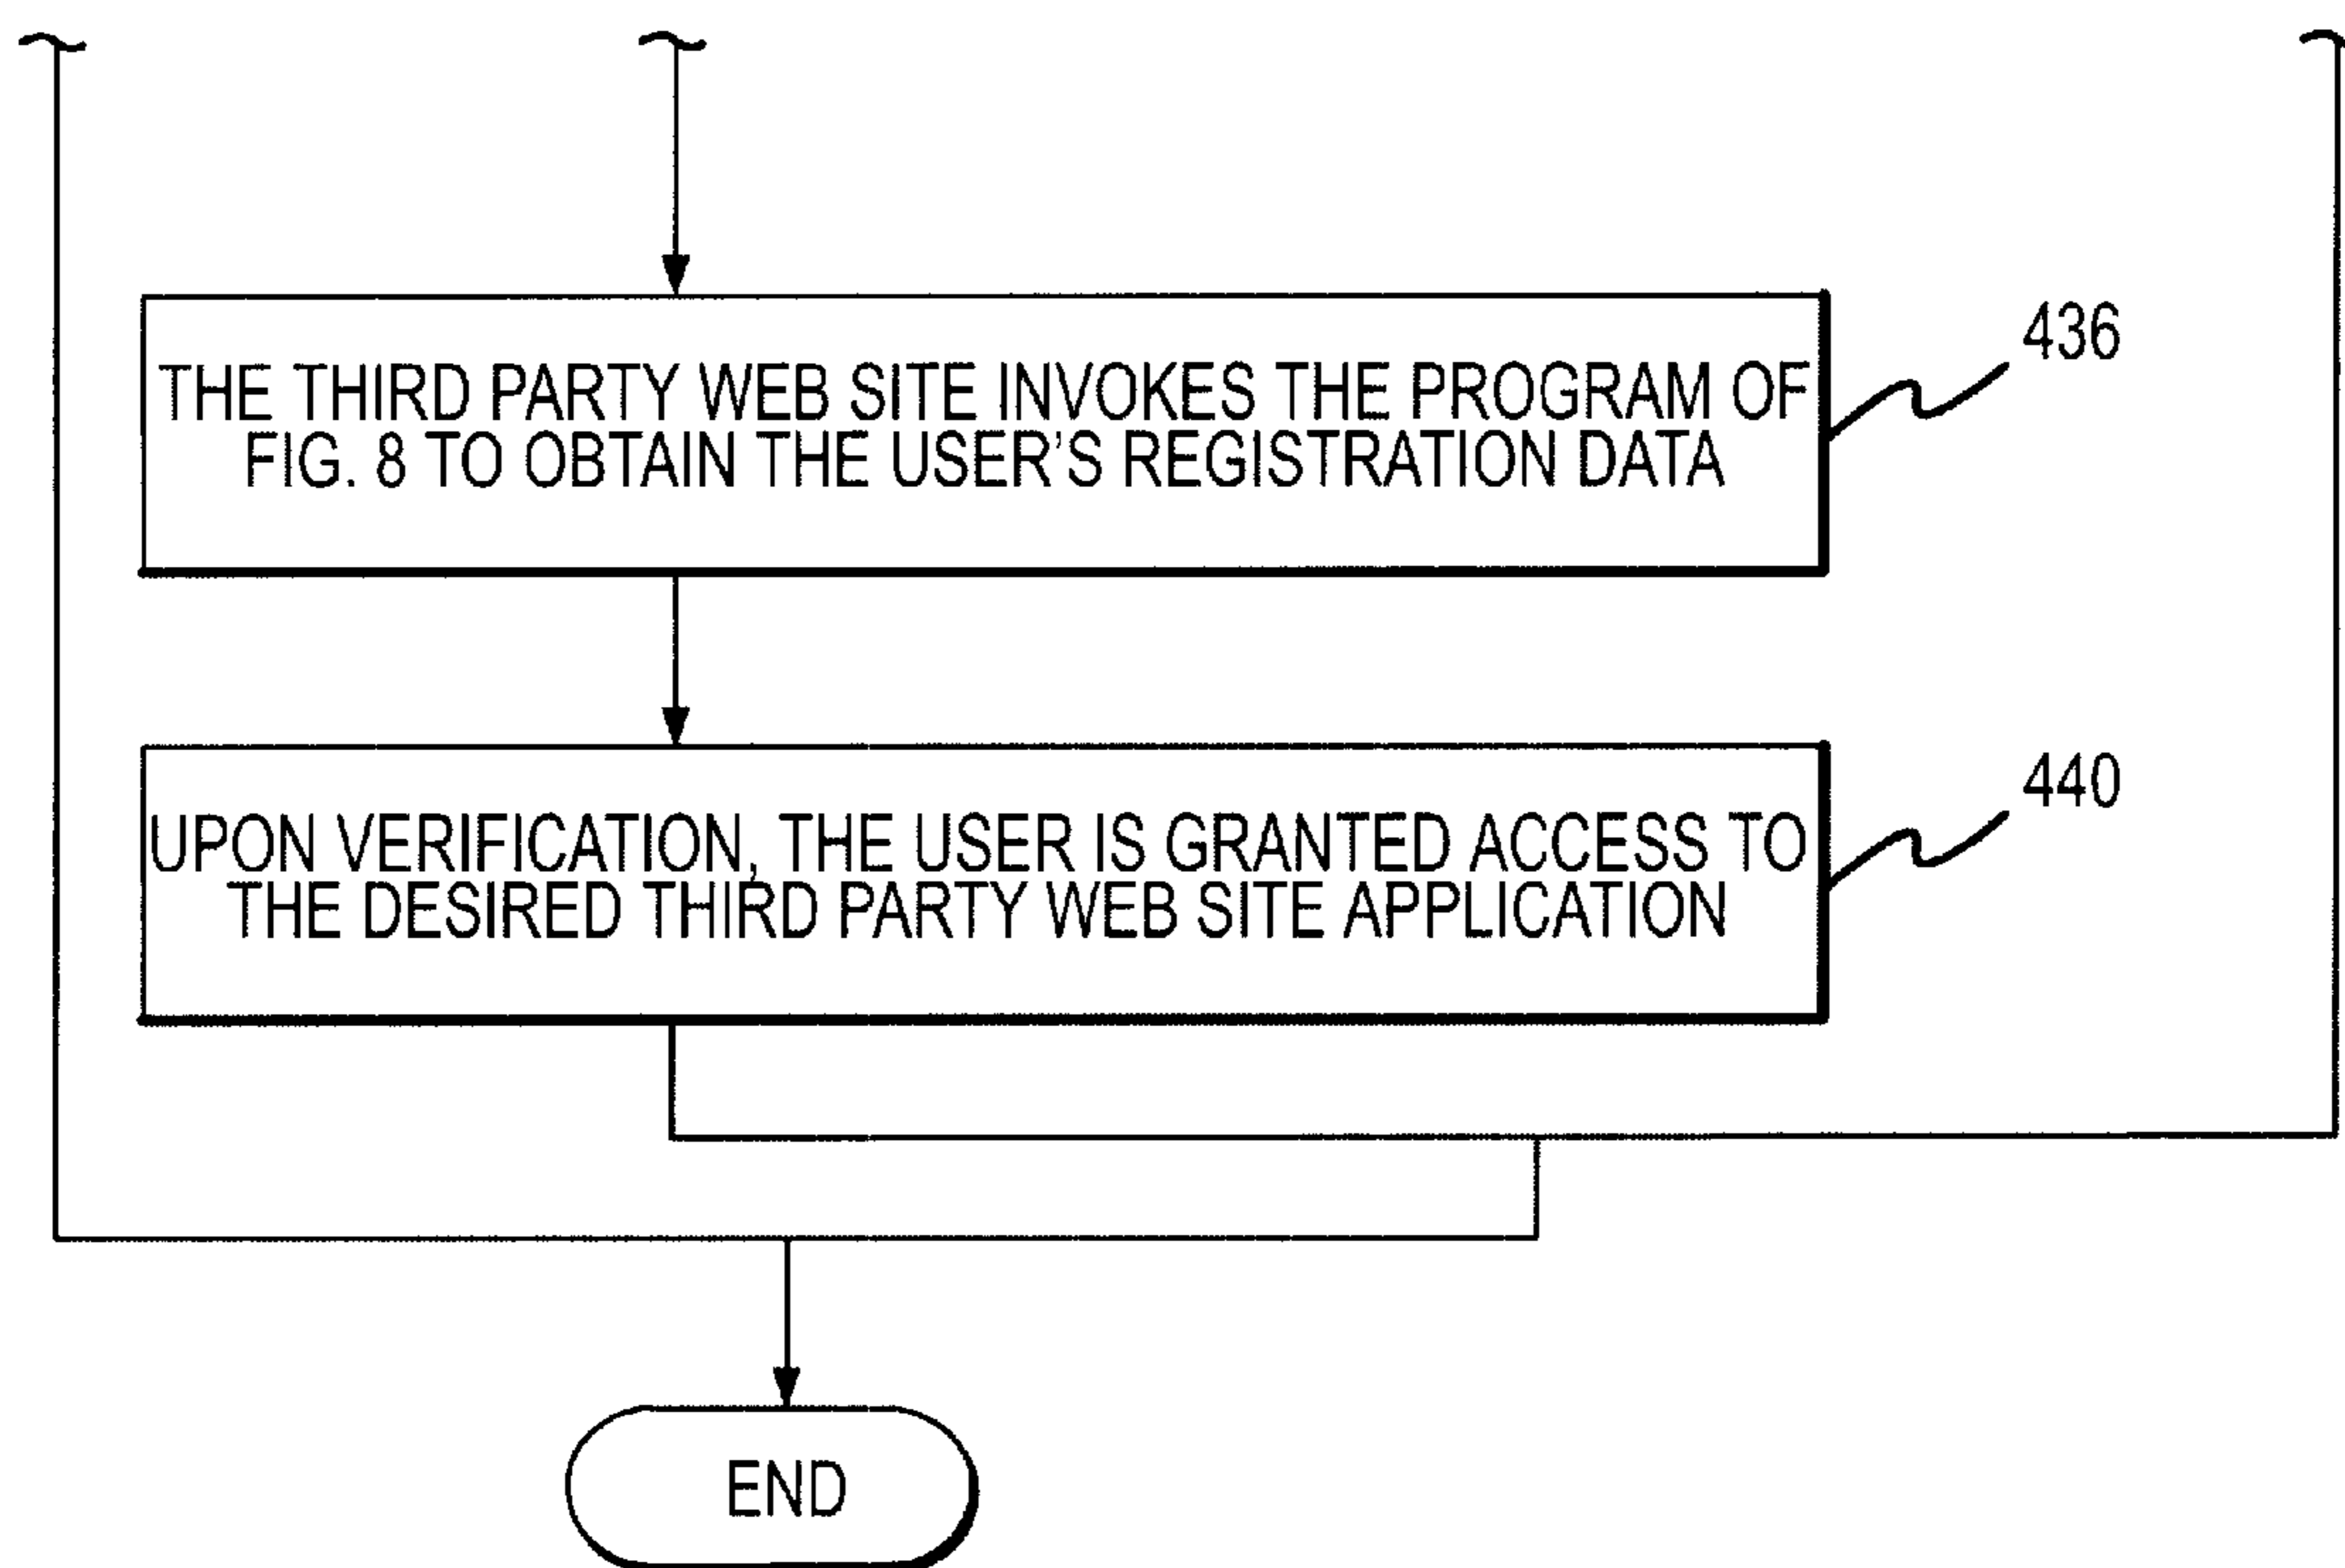 THE THIRD PARTY WEB SITE INVOKES THE PROGRAM OF
FIG. 8 TO OBTAIN THE USER'S REGISTRATION DATA
436
UPON VERIFICATION, THE USER IS GRANTED ACCESS TO
THE DESIRED THIRD PARTY WEB SITE APPLICATION
440
END